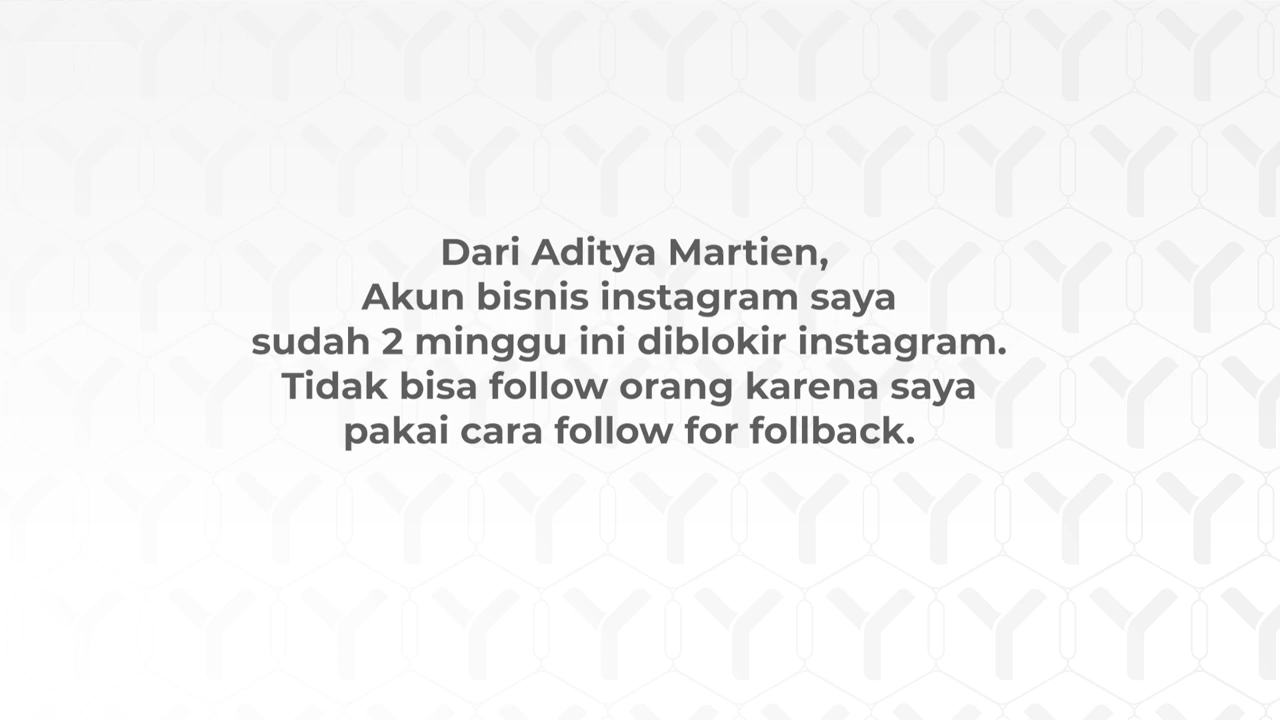 Dari Aditya Martien,
Akun bisnis instagram saya
sudah 2 minggu ini diblokir instagram.
Tidak bisa follow orang karena saya
pakai cara follow for follback.